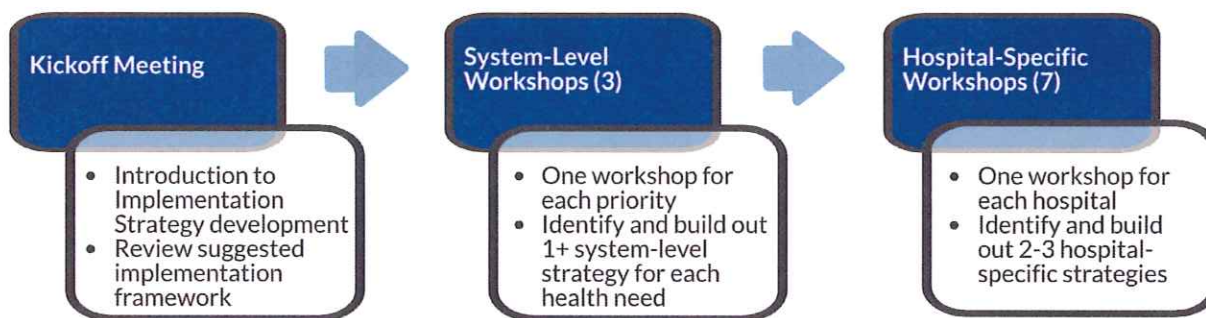 Kickoff Meeting
• Introduction to
Implementation
Strategy development
• Review suggested
implementation
framework
System-Level
Workshops (3)
• One workshop for
each priority
• Identify and build out
1+ system-level
strategy for each
health need
Hospital-Specific
Workshops (7)
• One workshop for
each hospital
• Identify and build
out 2-3 hospital-
specific strategies